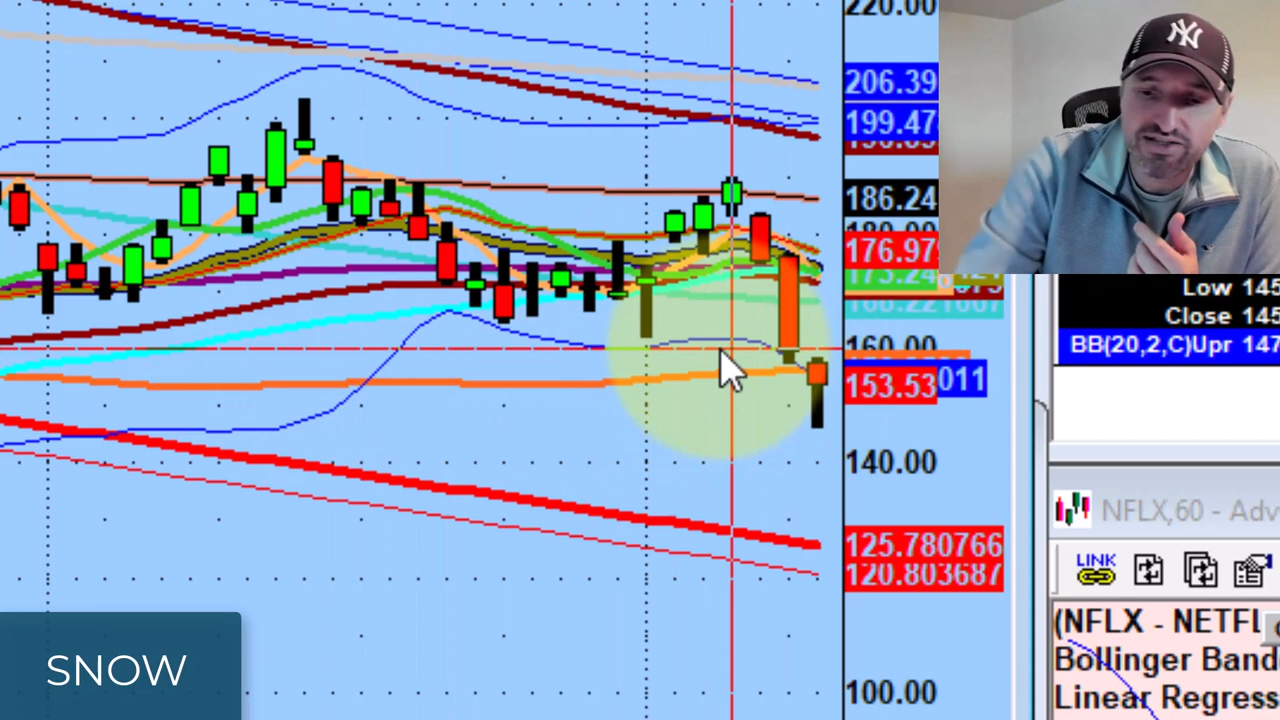 220.00
206.39
199.47
186.24
176.97
160.00
153.53
011
140.00
125.780766
120.803687
100.00
NY
Low 145
Close 145
BB(20,2,C)Upr 147
NFLX,60 - Adv
LINK
(NFLX - NETFL
Bollinger Band
Linear Regress
SNOW